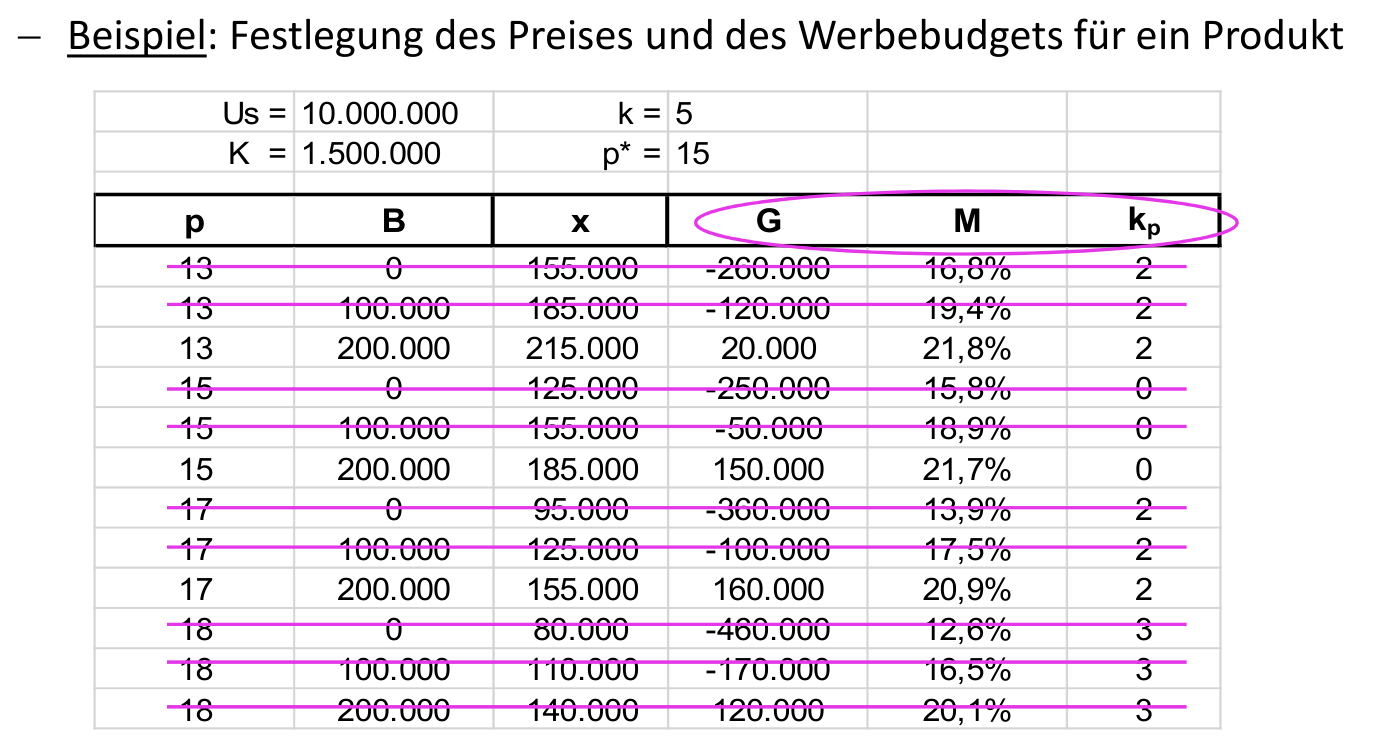 – Beispiel: Festlegung des Preises und des Werbebudgets für ein Produkt
Us = 10.000.000 k = 5
K = 1.500.000 p* = 15
p B x G M kp
13 0 155.000 -260.000 16,8% 2
13 100.000 185.000 -120.000 19,4% 2
13 200.000 215.000 20.000 21,8% 2
15 0 125.000 -250.000 15,8% 0
15 100.000 155.000 -50.000 18,9% 0
15 200.000 185.000 150.000 21,7% 0
17 0 95.000 -360.000 13,9% 2
17 100.000 125.000 -100.000 17,5% 2
17 200.000 155.000 160.000 20,9% 2
18 0 80.000 -460.000 12,6% 3
18 100.000 110.000 -170.000 16,5% 3
18 200.000 140.000 120.000 20,1% 3